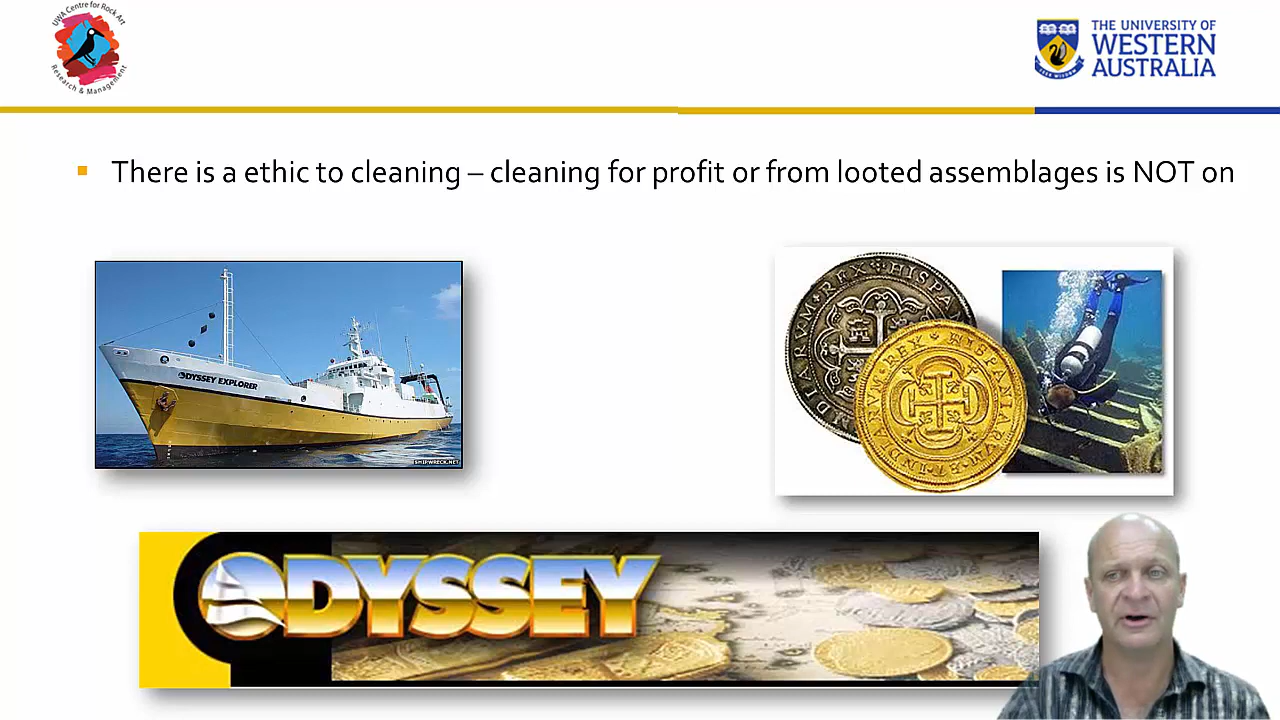 UWA Centre for Rock Art
Research & Management
THE UNIVERSITY OF
WESTERN
AUSTRALIA
There is a ethic to cleaning – cleaning for profit or from looted assemblages is NOT on
ODYSSEY EXPLORER
SHIPWRECK.NET
ODYSSEY